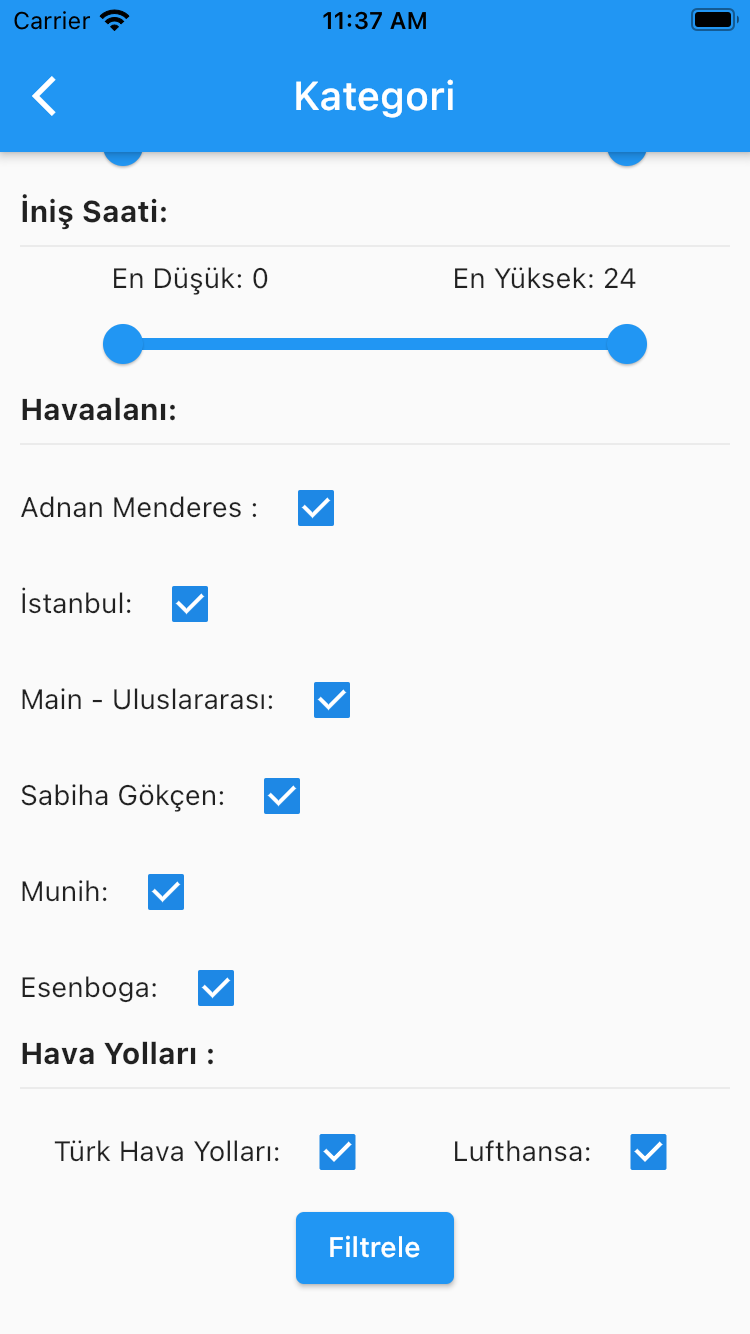 Carrier 11:37 AM
Kategori
İniş Saati:
En Düşük: 0 En Yüksek: 24
Havaalanı:
Adnan Menderes :
İstanbul:
Main - Uluslararası:
Sabiha Gökçen:
Munih:
Esenboga:
Hava Yolları :
Türk Hava Yolları: Lufthansa:
Filtrele